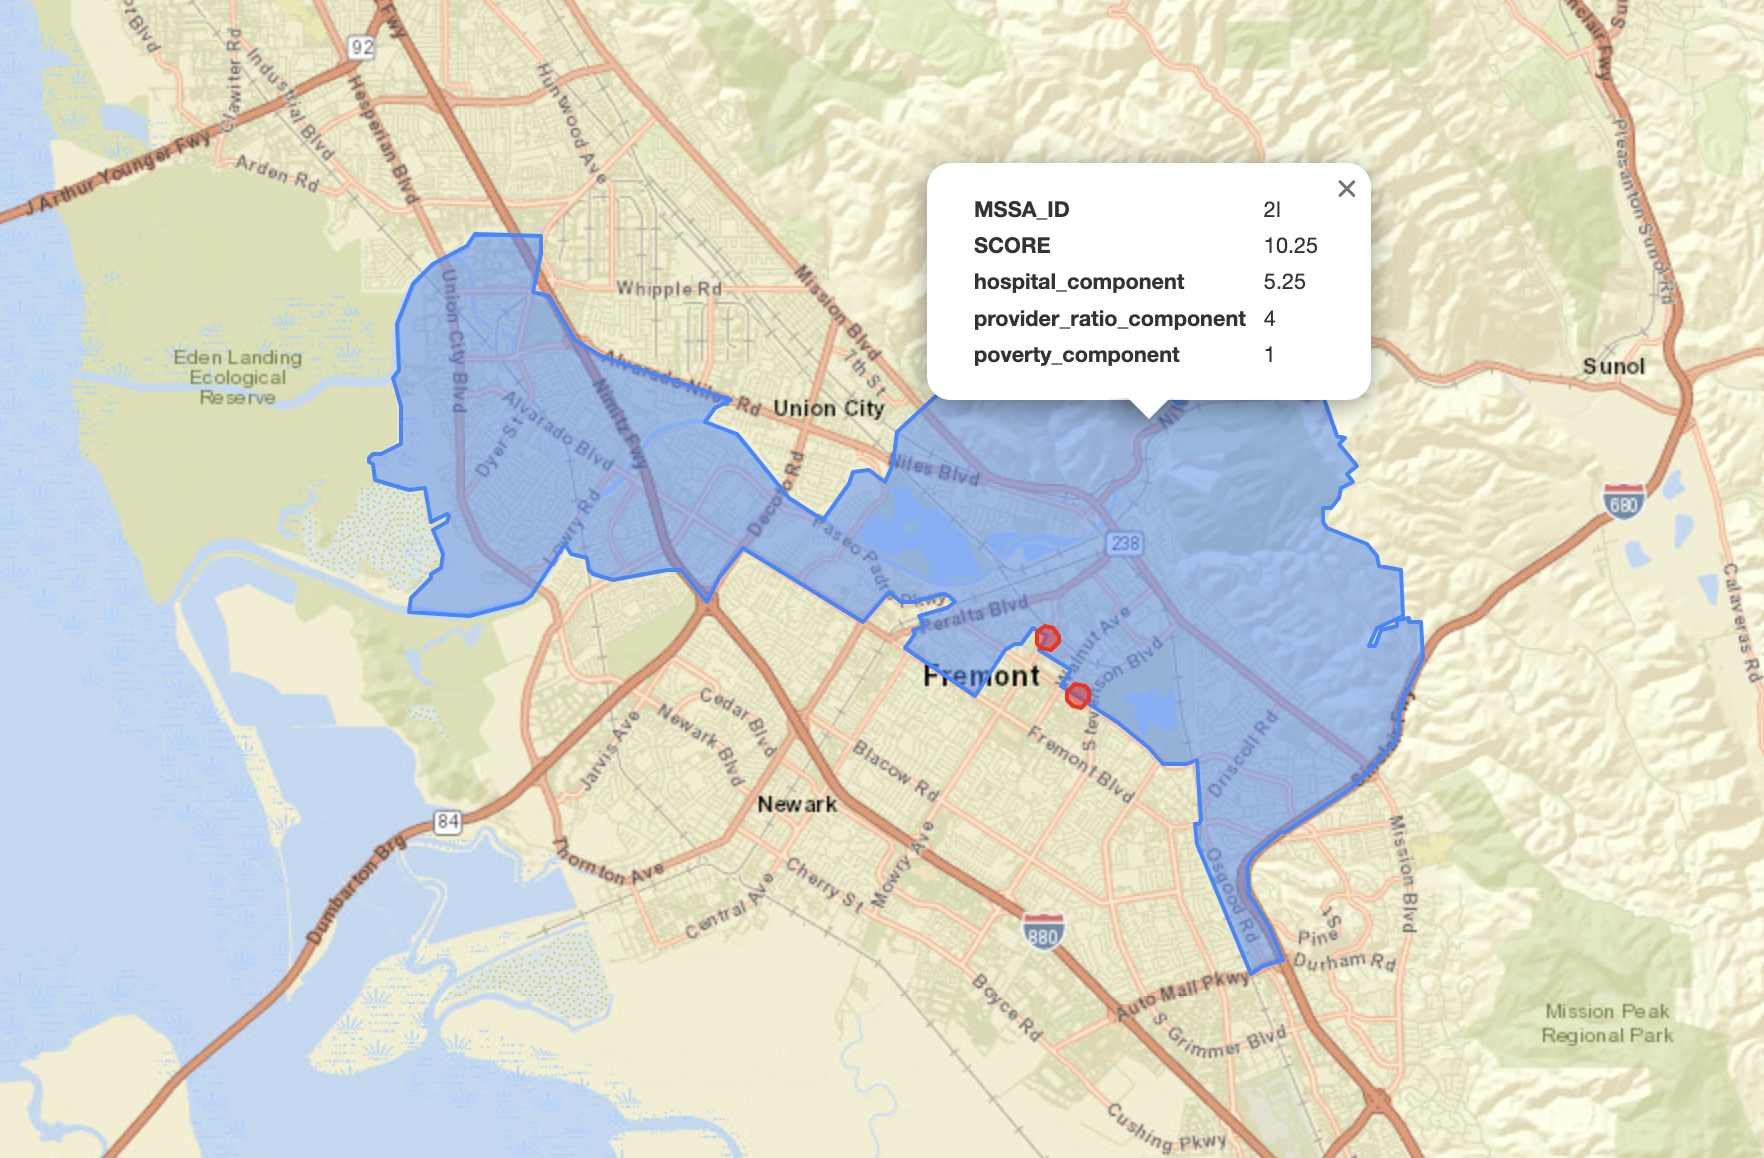 92
Clawiter Rd
Industrial Blvd
Hesperian Blvd
Fwy
Huntwood Ave
J Arthur Younger Fwy
Arden Rd
Pleasanton Sunol Rd
MSSA_ID 2l
SCORE 10.25
hospital_component 5.25
provider_ratio_component 4
poverty_component 1
Whipple Rd
Mission Blvd
Union City Blvd
Eden Landing
Ecological
Reserve
7th St
Alvarado Niles Rd
Union City
Sunol
Nimitz Fwy
Alvarado Blvd
Dyer St
Niles Blvd
Decoto Rd
680
Lowry Rd
Paseo Padre Pkwy
238
Peralta Blvd
Walnut Ave
Stevenson Blvd
Calaveras Rd
Fremont
Cedar Blvd
Newark Blvd
Jarvis Ave
Fremont Blvd
Blacow Rd
Driscoll Rd
Newark
84
Dumbarton Brg
Thornton Ave
Cherry St
Mowry Ave
Central Ave
Mission Blvd
Osgood Rd
880
Pine St
Durham Rd
Auto Mall Pkwy
Boyce Rd
S Grimmer Blvd
Mission Peak
Regional Park
Cushing Pkwy